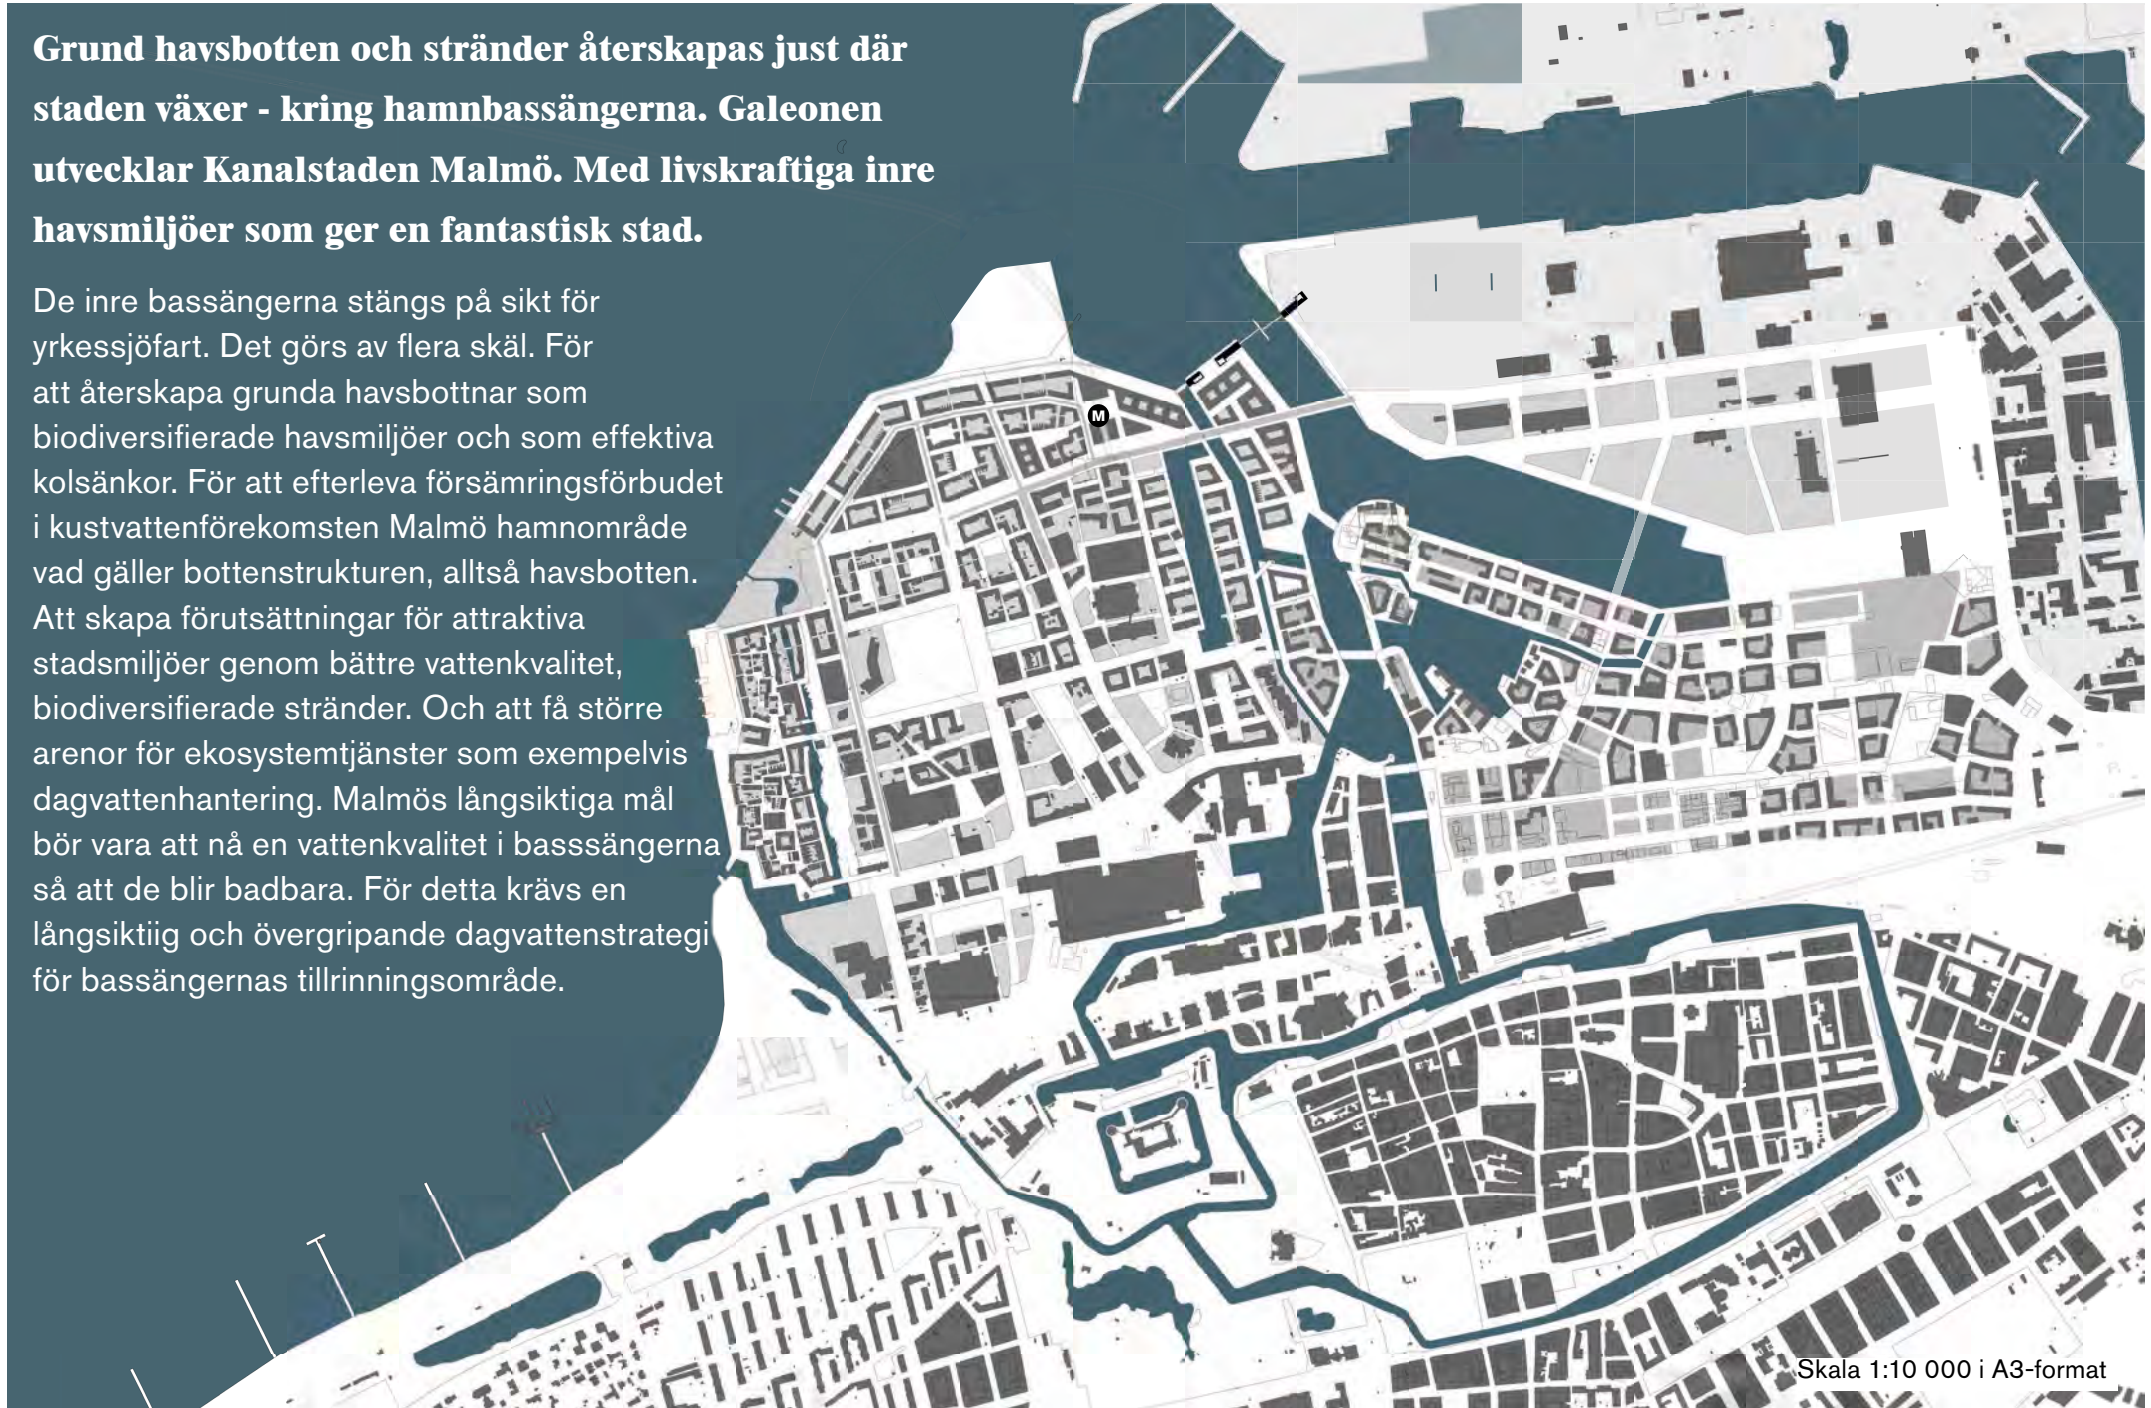 Grund havsbotten och stränder återskapas just där
staden växer - kring hamnbassängerna. Galeonen
utvecklar Kanalstaden Malmö. Med livskraftiga inre
havsmiljöer som ger en fantastisk stad.
De inre bassängerna stängs på sikt för
yrkessjöfart. Det görs av flera skäl. För
att återskapa grunda havsbottnar som
biodiversifierade havsmiljöer och som effektiva
kolsänkor. För att efterleva försämringsförbudet
i kustvattenförekomsten Malmö hamnområde
vad gäller bottenstrukturen, alltså havsbotten.
Att skapa förutsättningar för attraktiva
stadsmiljöer genom bättre vattenkvalitet,
biodiversifierade stränder. Och att få större
arenor för ekosystemtjänster som exempelvis
dagvattenhantering. Malmös långsiktiga mål
bör vara att nå en vattenkvalitet i basssängerna
så att de blir badbara. För detta krävs en
långsiktiig och övergripande dagvattenstrategi
för bassängernas tillrinningsområde.
M
Skala 1:10 000 i A3-format